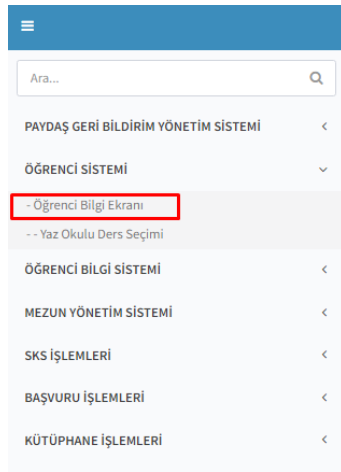 Ara...
PAYDAŞ GERİ BİLDİRİM YÖNETİM SİSTEMİ
ÖĞRENCİ SİSTEMİ
- Öğrenci Bilgi Ekranı
- - Yaz Okulu Ders Seçimi
ÖĞRENCİ BİLGİ SİSTEMİ
MEZUN YÖNETİM SİSTEMİ
SKS İŞLEMLERİ
BAŞVURU İŞLEMLERİ
KÜTÜPHANE İŞLEMLERİ